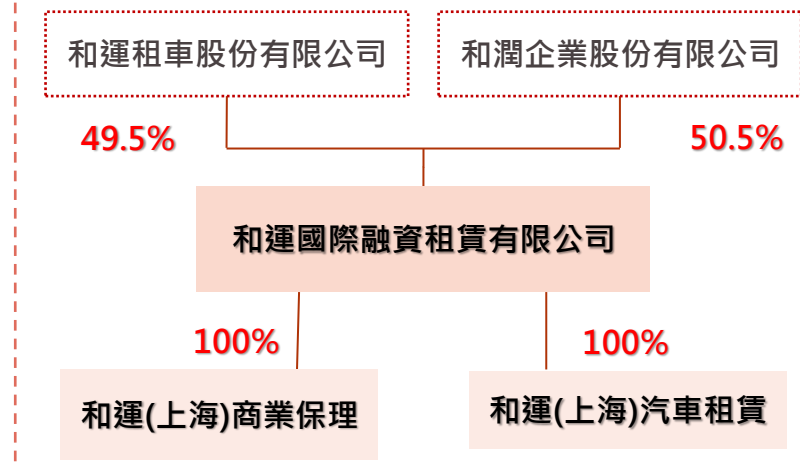 和運租車股份有限公司
和潤企業股份有限公司
49.5%
50.5%
和運國際融資租賃有限公司
100%
100%
和運(上海)商業保理
和運(上海)汽車租賃